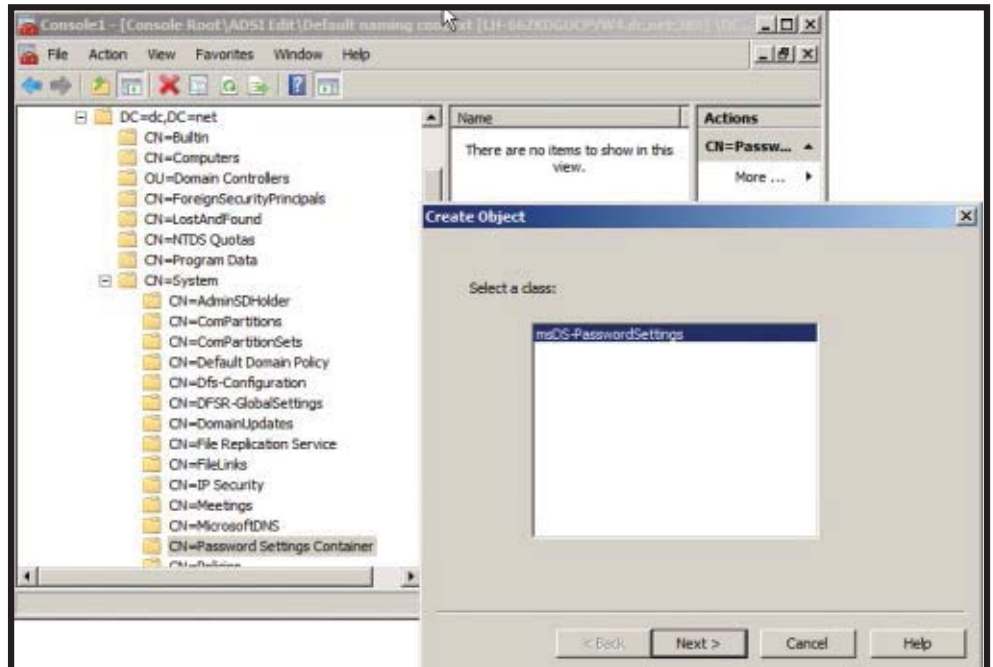 Console1 - [Console Root\ADSI Edit\Default naming
File Action View Favorites Window Help
DC=dc,DC=net
CN=Builtin
CN=Computers
OU=Domain Controllers
CN=ForeignSecurityPrincipals
CN=LostAndFound
CN=NTDS Quotas
CN=Program Data
CN=System
CN=AdminSDHolder
CN=ComPartitions
CN=ComPartitionSets
CN=Default Domain Policy
CN=Dfs-Configuration
CN=DFSR-GlobalSettings
CN=DomainUpdates
CN=File Replication Service
CN=FileLinks
CN=IP Security
CN=Meetings
CN=MicrosoftDNS
CN=Password Settings Container
Name
There are no items to show in this
view.
Actions
CN=Passw...
More ...
Create Object
Select a class:
msDS-PasswordSettings
< Back
Next >
Cancel
Help